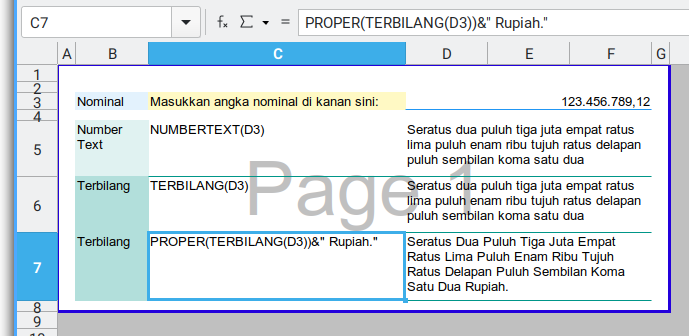 C7
fx Σ = PROPER(TERBILANG(D3))&" Rupiah."
A B C D E F G
1
2
3 Nominal Masukkan angka nominal di kanan sini: 123.456.789,12
4
5 Number Text NUMBERTEXT(D3) Seratus dua puluh tiga juta empat ratus
lima puluh enam ribu tujuh ratus delapan
puluh sembilan koma satu dua
Page 1
6 Terbilang TERBILANG(D3) Seratus dua puluh tiga juta empat ratus
lima puluh enam ribu tujuh ratus delapan
puluh sembilan koma satu dua
7 Terbilang PROPER(TERBILANG(D3))&" Rupiah." Seratus Dua Puluh Tiga Juta Empat
Ratus Lima Puluh Enam Ribu Tujuh
Ratus Delapan Puluh Sembilan Koma
Satu Dua Rupiah.
8
9